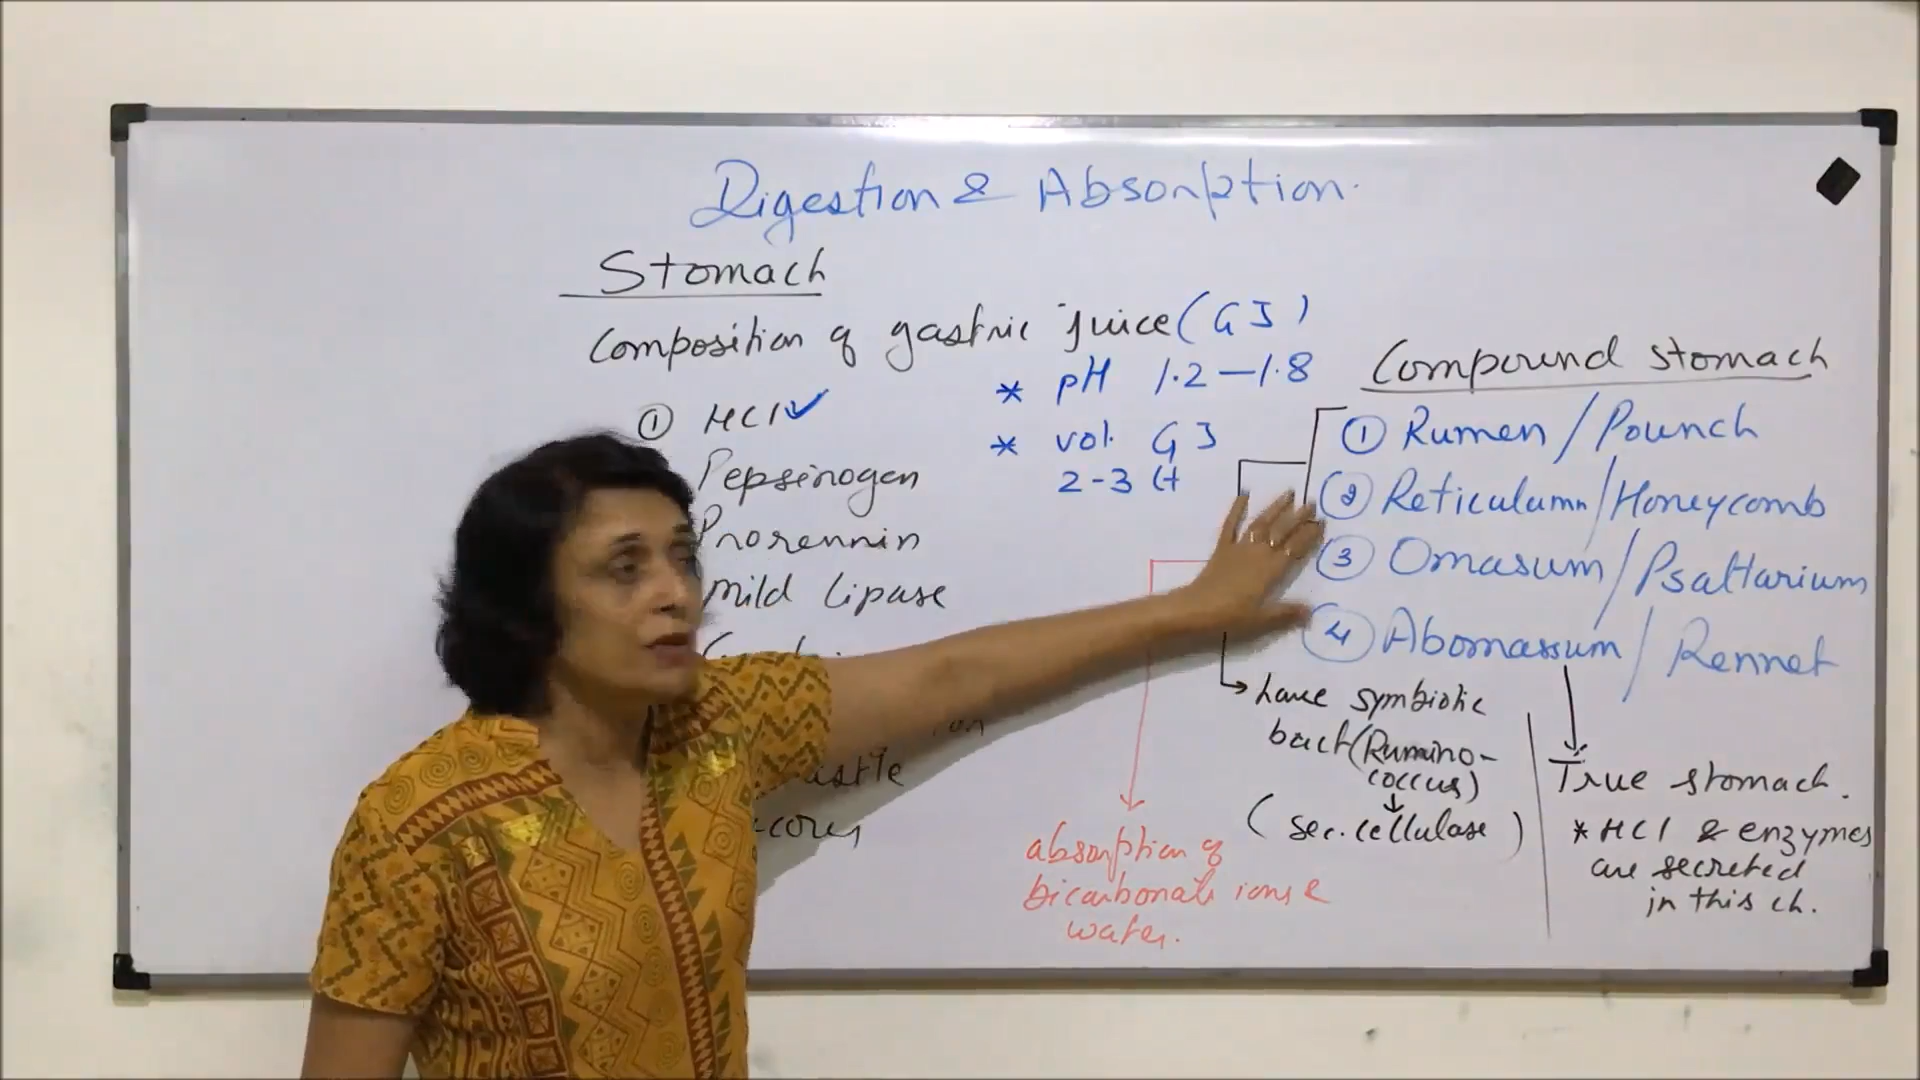 Digestion & Absorption.
Stomach
Composition of gastric juice (GJ)
* pH 1.2 – 1.8
* vol. GJ
2-3 lt
① HCl ✓
Pepsinogen
Prorennin
Mild lipase
Compound stomach
① Rumen / Pounch
② Reticulumn / Honeycomb
③ Omasum / Psaltarium
④ Abomassum / Rennet
→ have symbiotic
bact (Rumino-
coccus)
↓
( sec. cellulase )
absorption of
bicarbonate ions &
water.
True stomach.
* HCl & enzymes
are secreted
in this ch.